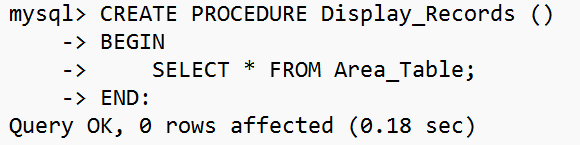 mysql> CREATE PROCEDURE Display_Records ()
    -> BEGIN
    ->     SELECT * FROM Area_Table;
    -> END:
Query OK, 0 rows affected (0.18 sec)